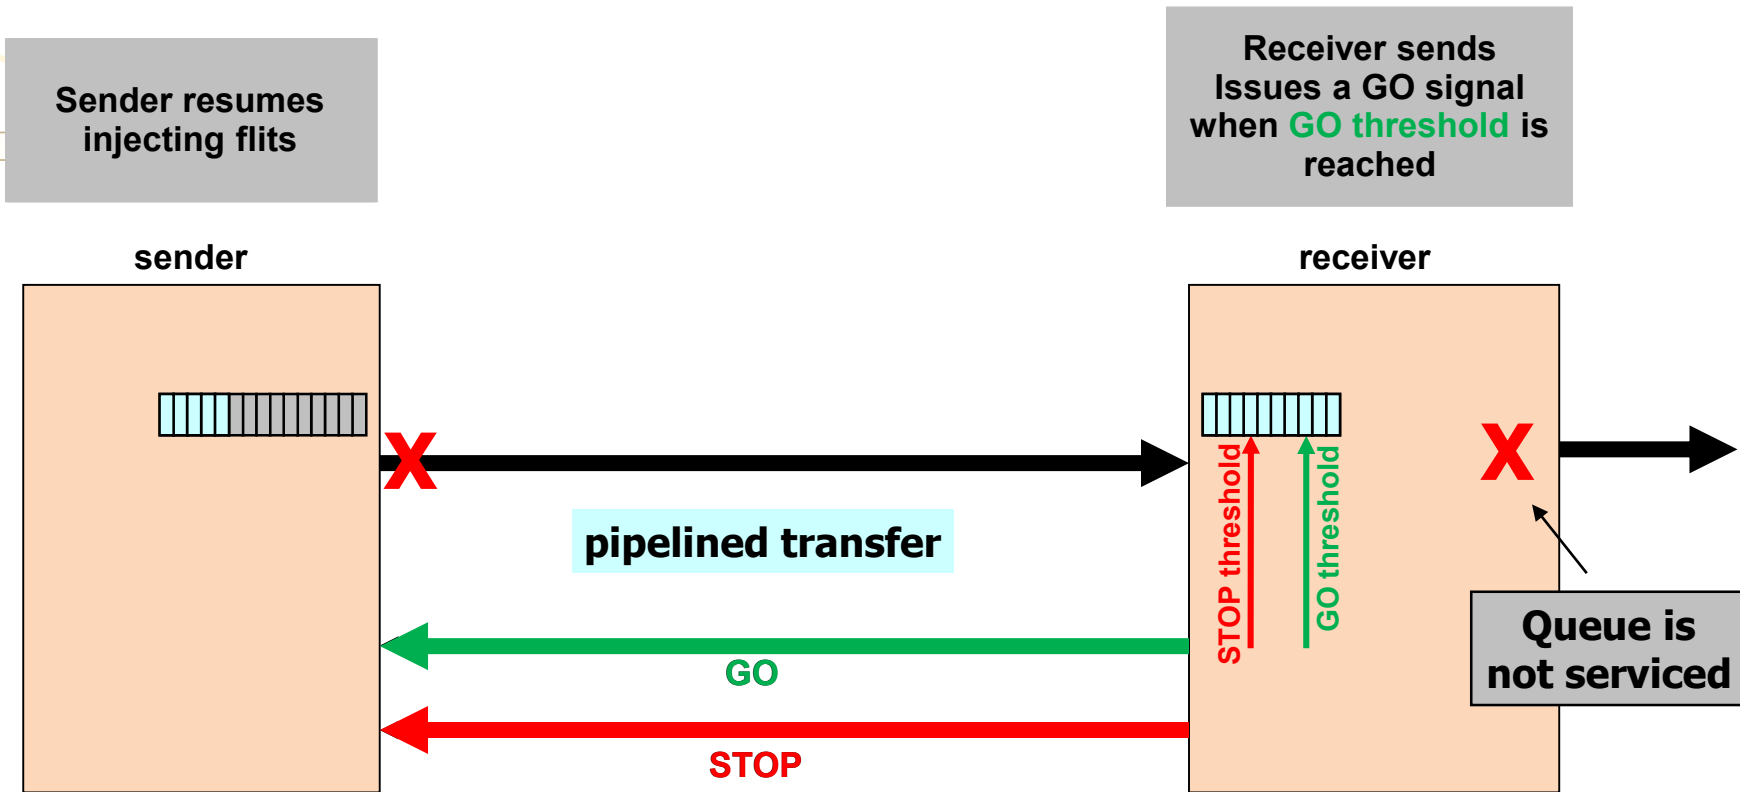 Sender resumes
injecting flits
Receiver sends
Issues a GO signal
when GO threshold is
reached
sender
receiver
X
X
STOP threshold
GO threshold
pipelined transfer
Queue is
not serviced
GO
STOP